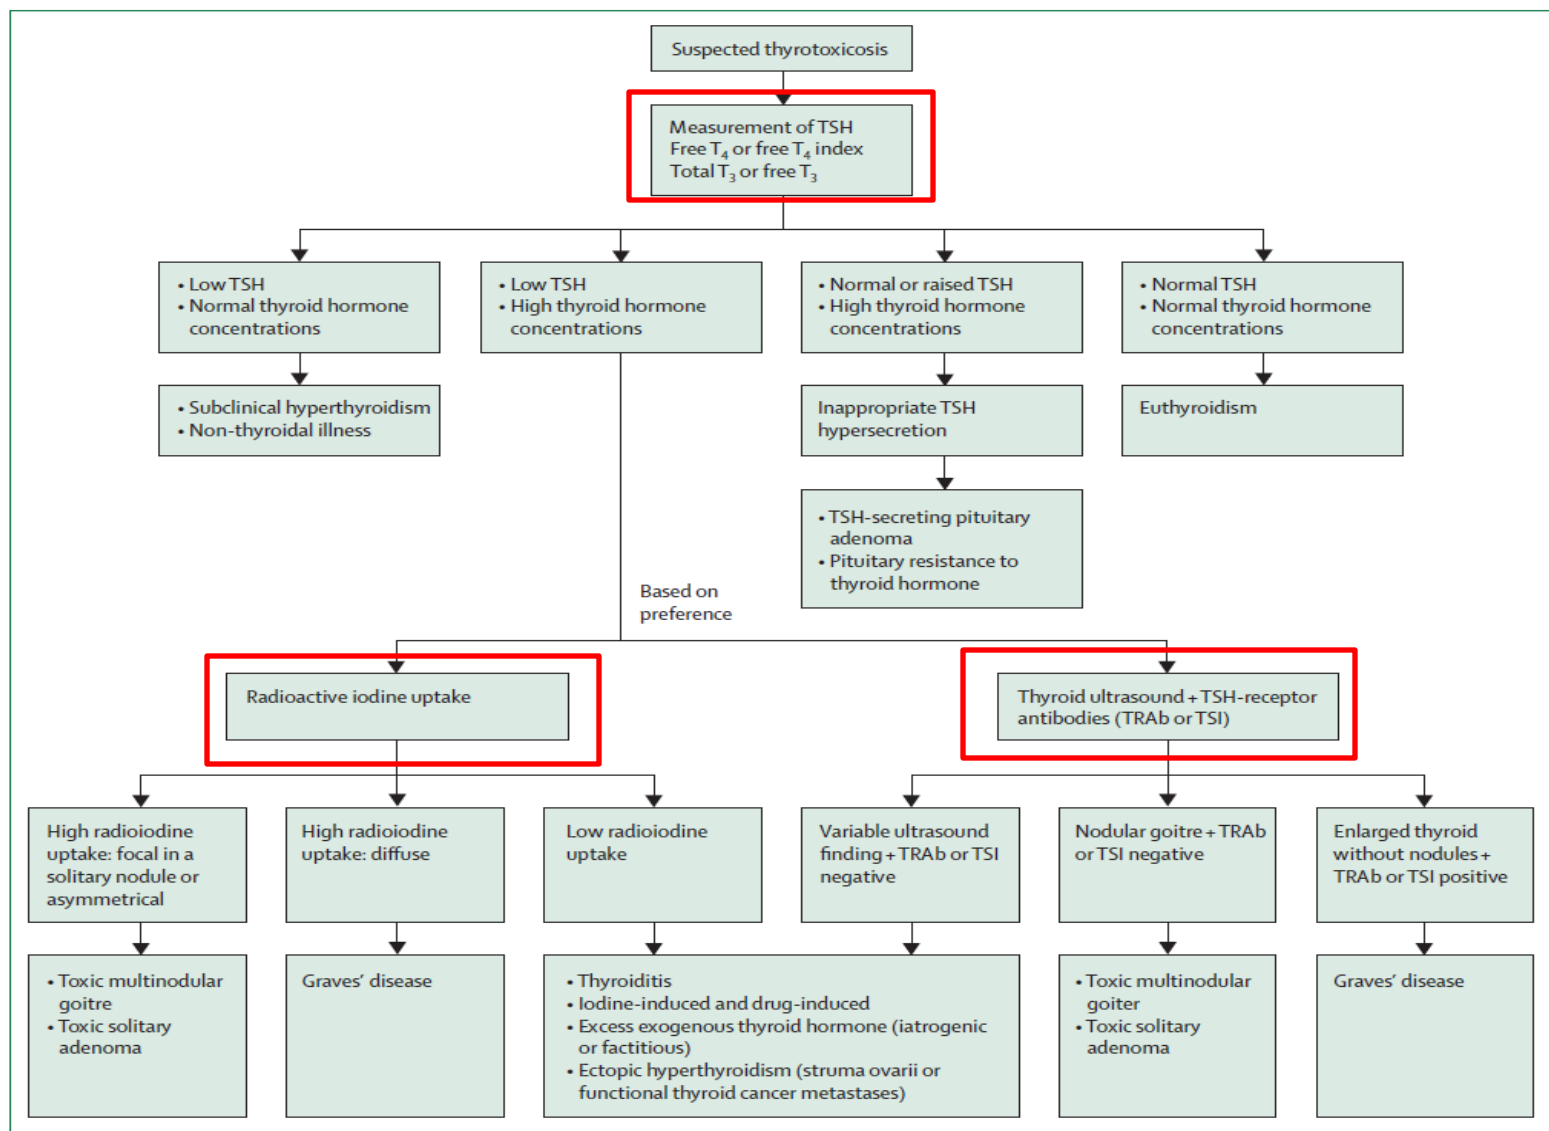 Suspected thyrotoxicosis
Measurement of TSH
Free T₄ or free T₄ index
Total T₃ or free T₃
• Low TSH
• Normal thyroid hormone
concentrations
• Low TSH
• High thyroid hormone
concentrations
• Normal or raised TSH
• High thyroid hormone
concentrations
• Normal TSH
• Normal thyroid hormone
concentrations
• Subclinical hyperthyroidism
• Non-thyroidal illness
Inappropriate TSH
hypersecretion
Euthyroidism
• TSH-secreting pituitary
adenoma
• Pituitary resistance to
thyroid hormone
Based on
preference
Radioactive iodine uptake
Thyroid ultrasound + TSH-receptor
antibodies (TRAb or TSI)
High radioiodine
uptake: focal in a
solitary nodule or
asymmetrical
High radioiodine
uptake: diffuse
Low radioiodine
uptake
Variable ultrasound
finding + TRAb or TSI
negative
Nodular goitre + TRAb
or TSI negative
Enlarged thyroid
without nodules +
TRAb or TSI positive
• Toxic multinodular
goitre
• Toxic solitary
adenoma
Graves’ disease
• Thyroiditis
• Iodine-induced and drug-induced
• Excess exogenous thyroid hormone (iatrogenic
or factitious)
• Ectopic hyperthyroidism (struma ovarii or
functional thyroid cancer metastases)
• Toxic multinodular
goiter
• Toxic solitary
adenoma
Graves’ disease